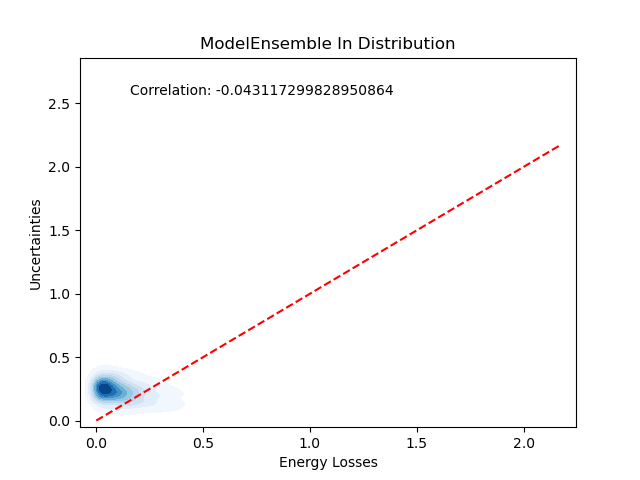 ModelEnsemble In Distribution
Correlation: -0.043117299828950864
Uncertainties
2.5
2.0
1.5
1.0
0.5
0.0
0.0 0.5 1.0 1.5 2.0
Energy Losses